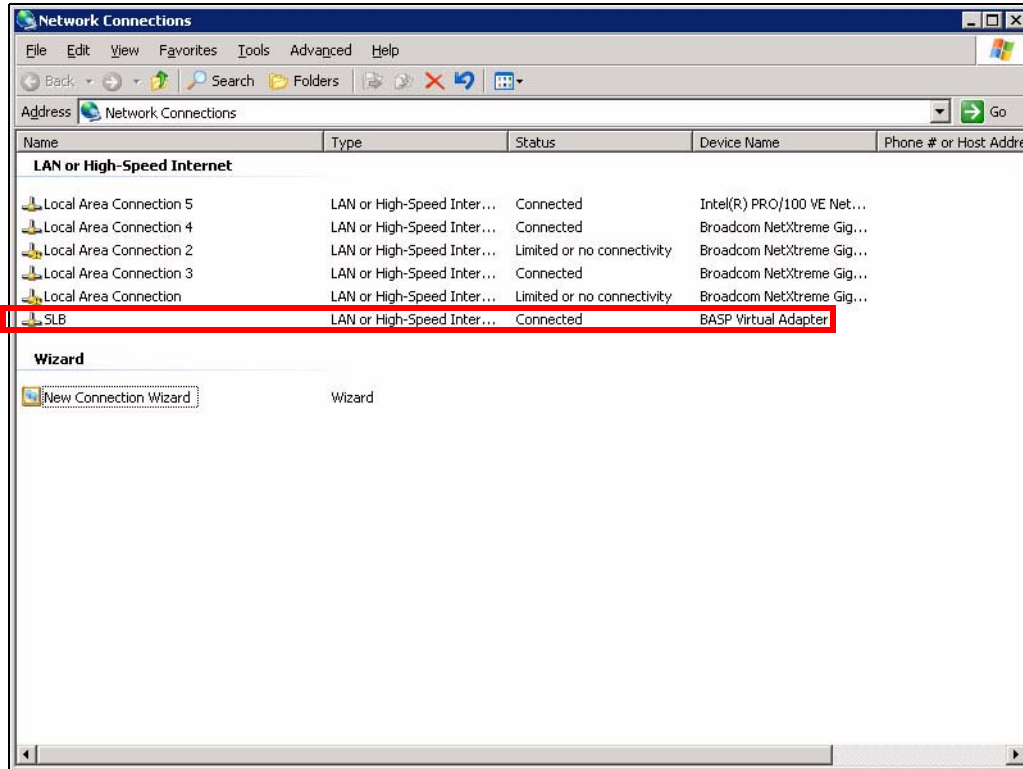 Network Connections
File Edit View Favorites Tools Advanced Help
Back Search Folders
Address Network Connections Go
Name Type Status Device Name Phone # or Host Addre
LAN or High-Speed Internet
Local Area Connection 5 LAN or High-Speed Inter... Connected Intel(R) PRO/100 VE Net...
Local Area Connection 4 LAN or High-Speed Inter... Connected Broadcom NetXtreme Gig...
Local Area Connection 2 LAN or High-Speed Inter... Limited or no connectivity Broadcom NetXtreme Gig...
Local Area Connection 3 LAN or High-Speed Inter... Connected Broadcom NetXtreme Gig...
Local Area Connection LAN or High-Speed Inter... Limited or no connectivity Broadcom NetXtreme Gig...
SLB LAN or High-Speed Inter... Connected BASP Virtual Adapter
Wizard
New Connection Wizard Wizard